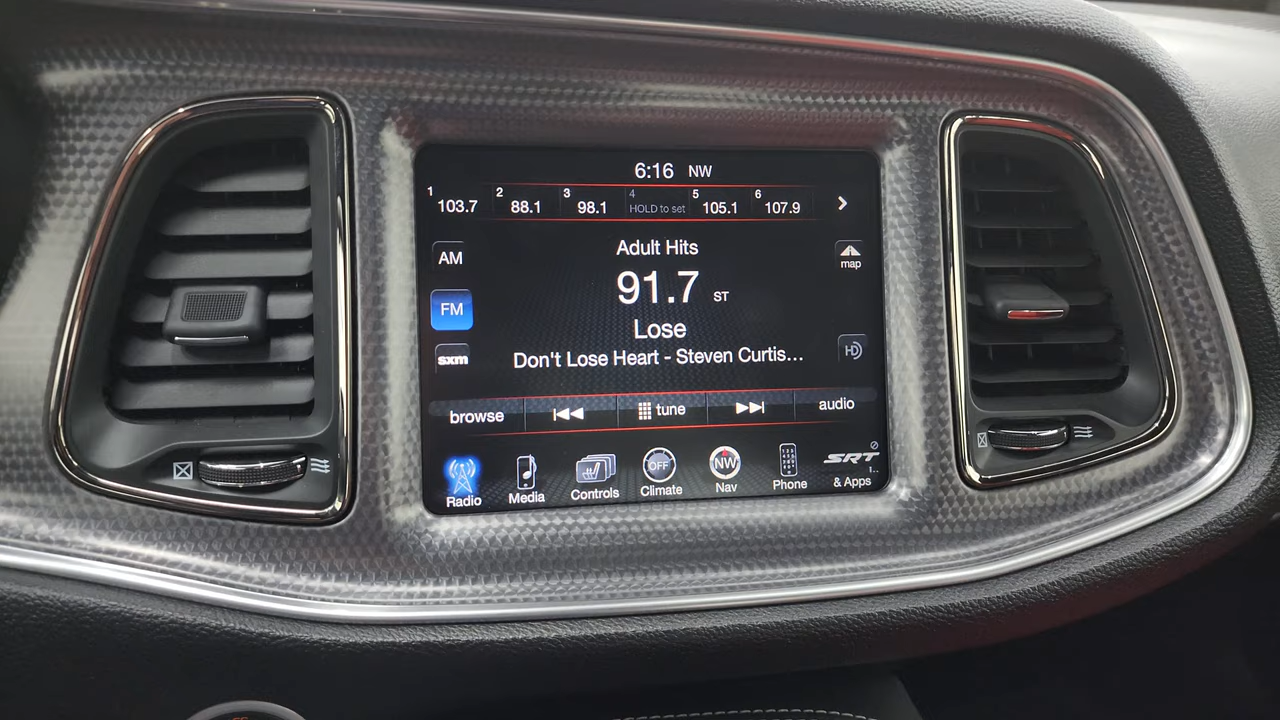 6:16 NW
1 103.7 2 88.1 3 98.1 4 HOLD to set 5 105.1 6 107.9
Adult Hits
AM
map
91.7 ST
FM
Lose
HD
sxm
Don't Lose Heart - Steven Curtis...
browse tune audio
OFF NW SRT
1..
Radio Media Controls Climate Nav Phone & Apps